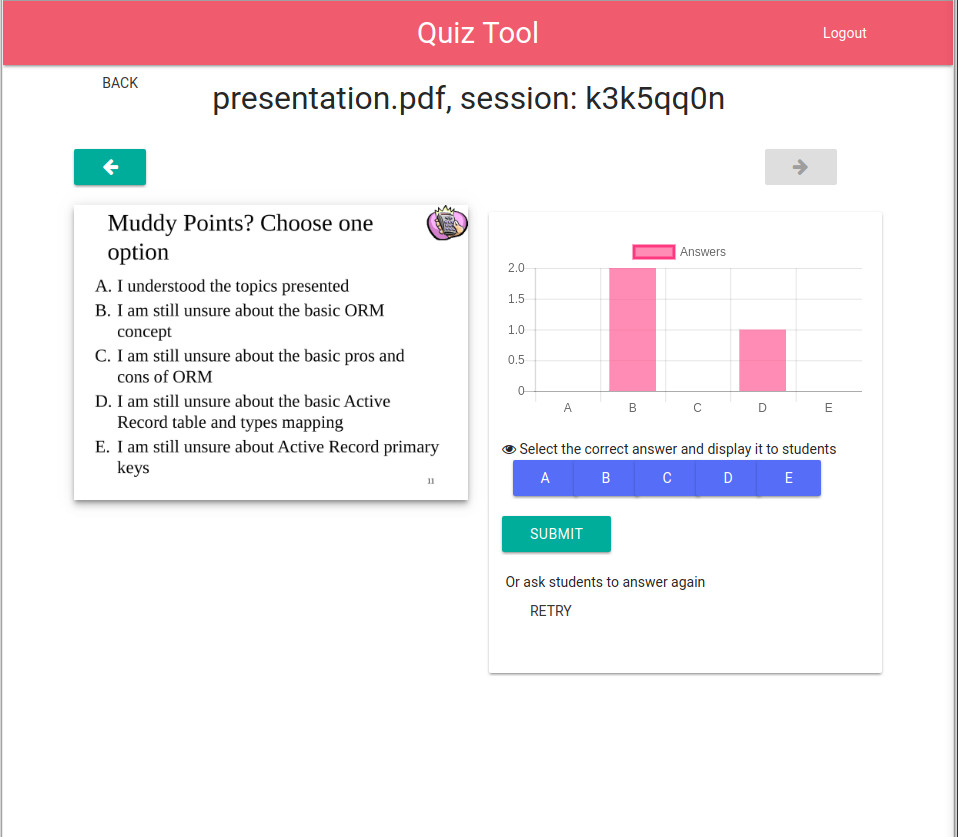 Quiz Tool
Logout
BACK
presentation.pdf, session: k3k5qq0n
Muddy Points? Choose one
option
A. I understood the topics presented
B. I am still unsure about the basic ORM
concept
C. I am still unsure about the basic pros and
cons of ORM
D. I am still unsure about the basic Active
Record table and types mapping
E. I am still unsure about Active Record primary
keys
11
Answers
2.0
1.5
1.0
0.5
0
A B C D E
Select the correct answer and display it to students
A B C D E
SUBMIT
Or ask students to answer again
RETRY